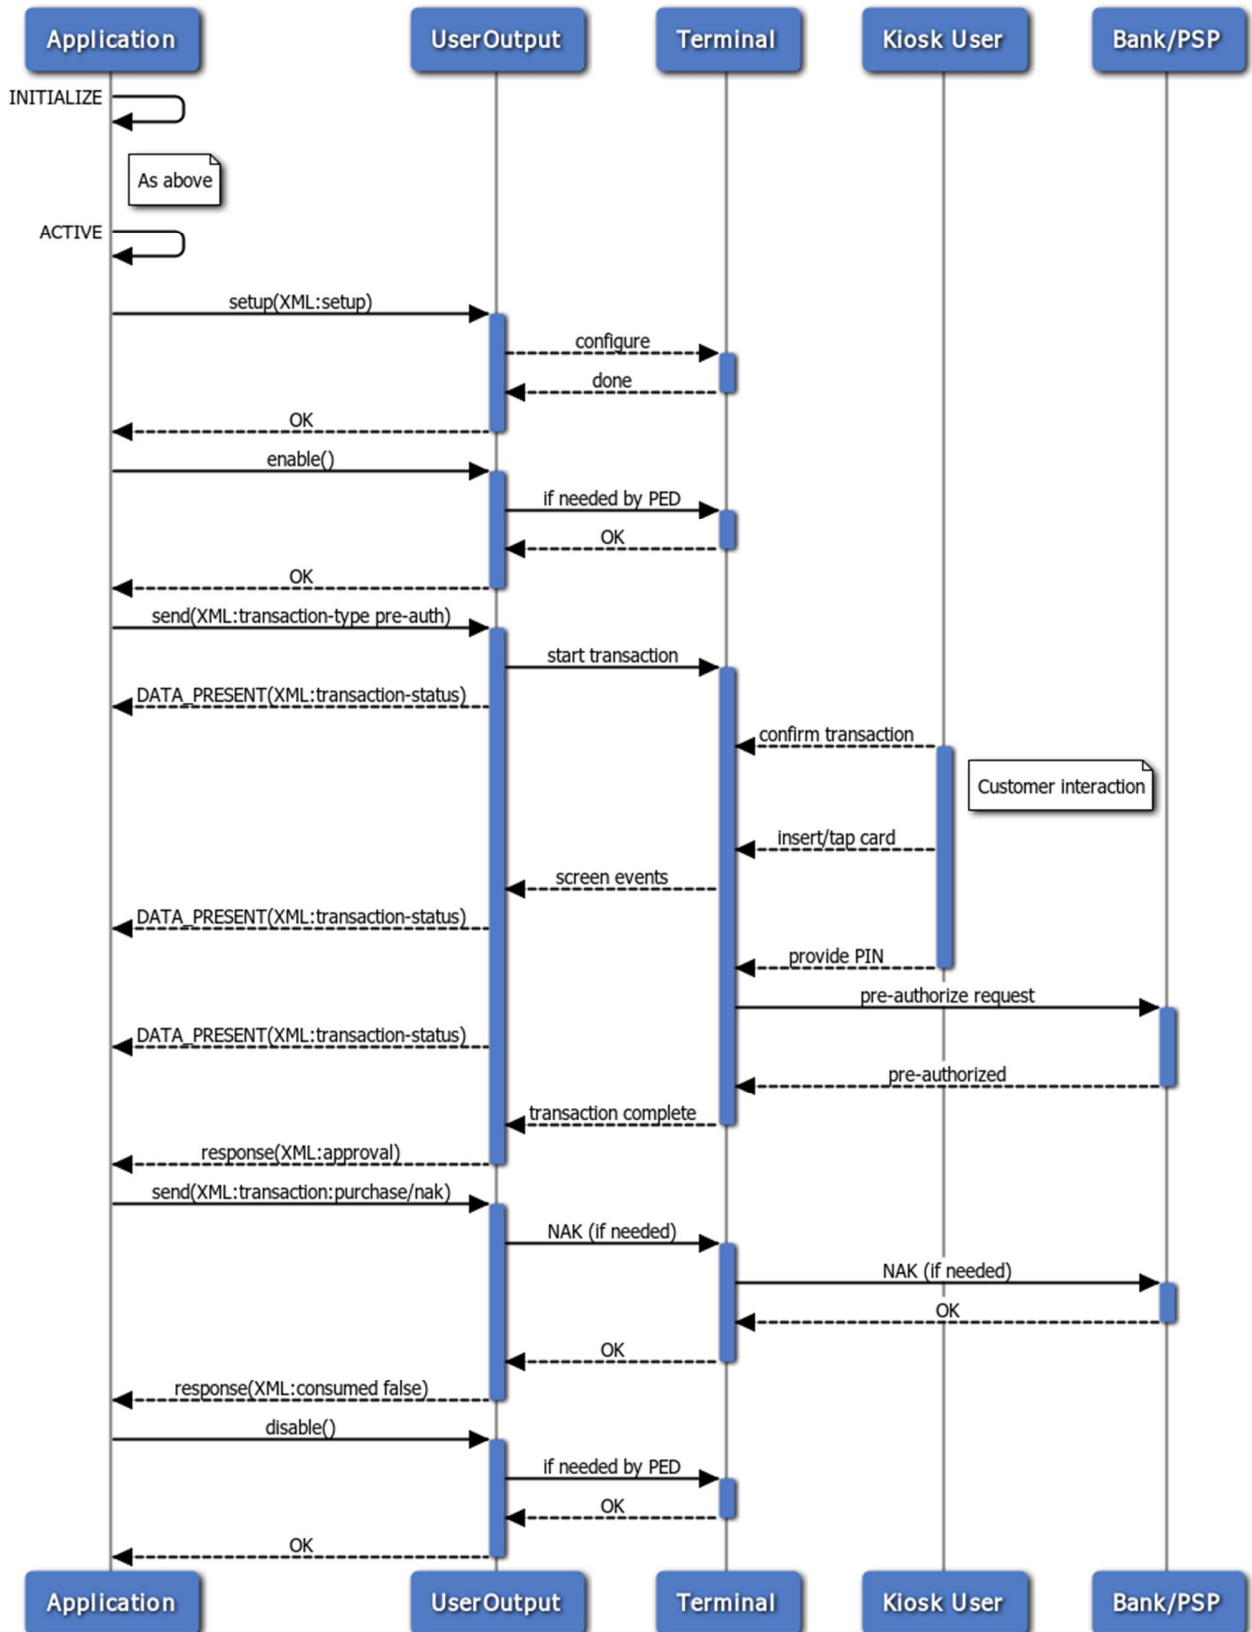 Application
UserOutput
Terminal
Kiosk User
Bank/PSP
INITIALIZE
As above
ACTIVE
setup(XML:setup)
configure
done
OK
enable()
if needed by PED
OK
OK
send(XML:transaction-type pre-auth)
start transaction
DATA_PRESENT(XML:transaction-status)
confirm transaction
Customer interaction
insert/tap card
screen events
DATA_PRESENT(XML:transaction-status)
provide PIN
pre-authorize request
DATA_PRESENT(XML:transaction-status)
pre-authorized
transaction complete
response(XML:approval)
send(XML:transaction:purchase/nak)
NAK (if needed)
NAK (if needed)
OK
OK
response(XML:consumed false)
disable()
if needed by PED
OK
OK
Application
UserOutput
Terminal
Kiosk User
Bank/PSP